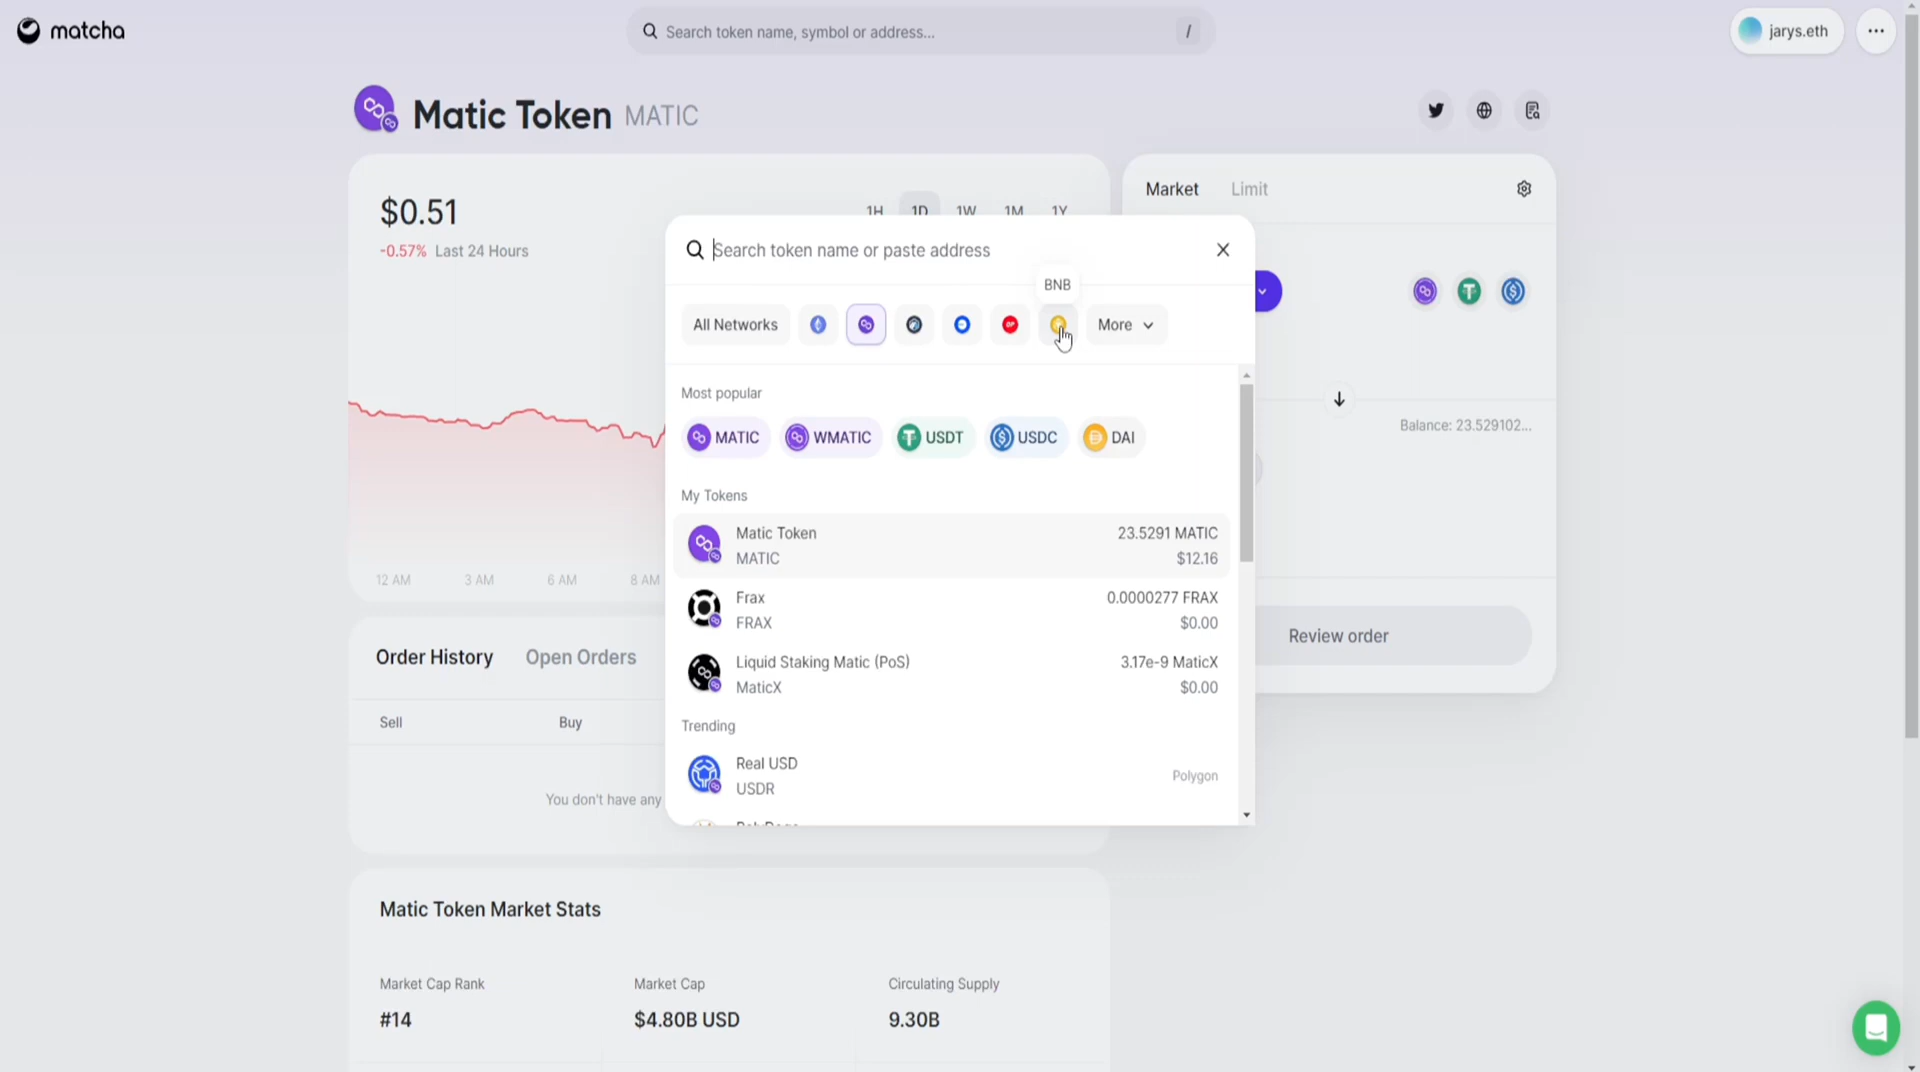 matcha
Search token name, symbol or address...
/
jarys.eth
Matic Token MATIC
$0.51
-0.57% Last 24 Hours
1H 1D 1W 1M 1Y
12 AM 3 AM 6 AM 8 AM
Market Limit
Balance: 23.529102...
Review order
Search token name or paste address
BNB
All Networks
OP
More
Most popular
MATIC WMATIC USDT USDC DAI
My Tokens
Matic Token 23.5291 MATIC
MATIC $12.16
Frax 0.0000277 FRAX
FRAX $0.00
Liquid Staking Matic (PoS) 3.17e-9 MaticX
MaticX $0.00
Trending
Real USD
USDR Polygon
Order History Open Orders
Sell Buy
You don't have any
Matic Token Market Stats
Market Cap Rank Market Cap Circulating Supply
#14 $4.80B USD 9.30B